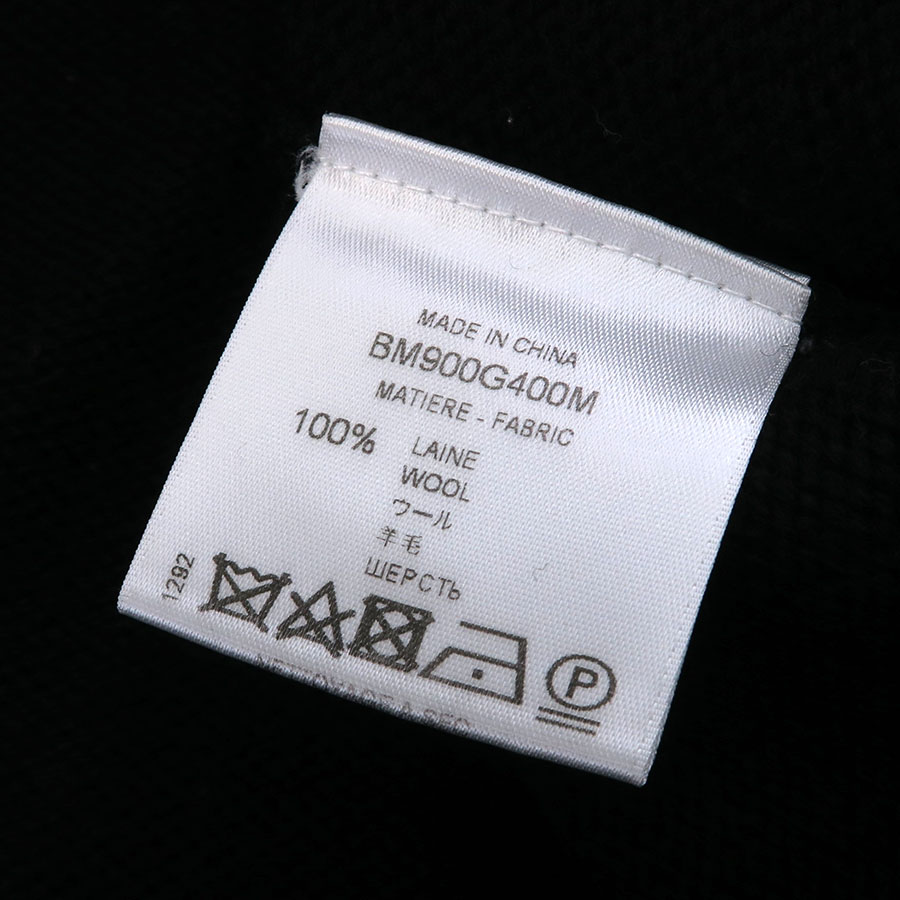 MADE IN CHINA
BM900G400M
MATIERE - FABRIC
100% LAINE
WOOL
ウール
羊毛
ШЕРСТЬ
1292
P